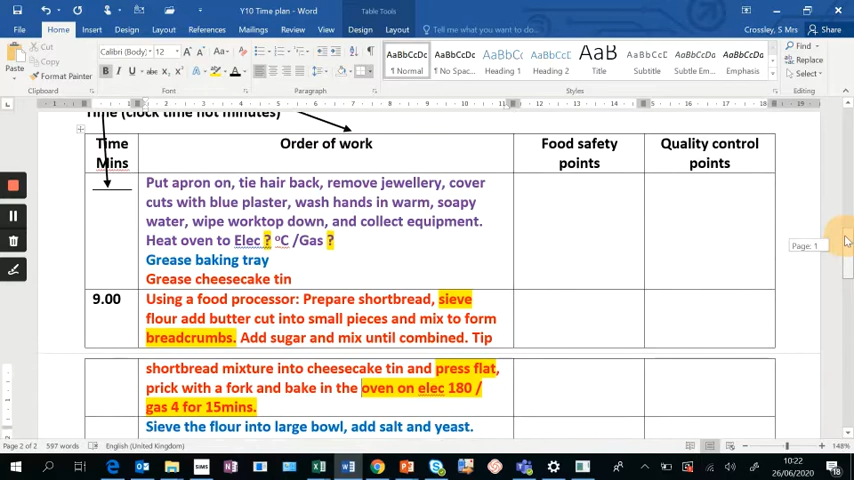 Y10 Time plan - Word
Table Tools
Crossley, S Mrs
File Home Insert Draw Design Layout References Mailings Review View Help Design Layout Tell me what you want to do Share
Paste
Cut
Copy
Format Painter
Clipboard
Calibri (Body) 12
Font
Paragraph
AaBbCcDc AaBbCcDc AaBbC AaBbCcD AaB AaBbCcD AaBbCcDc
¶ Normal ¶ No Spac... Heading 1 Heading 2 Title Subtitle Emphasis
Styles
Find
Replace
Select
Editing
Time (clock time not minutes)
Time Mins
Order of work
Food safety points
Quality control points
Put apron on, tie hair back, remove jewellery, cover
cuts with blue plaster, wash hands in warm, soapy
water, wipe worktop down, and collect equipment.
Heat oven to Elec ? ºC /Gas ?
Grease baking tray
Grease cheesecake tin
9.00
Using a food processor: Prepare shortbread, sieve
flour add butter cut into small pieces and mix to form
breadcrumbs. Add sugar and mix until combined. Tip
shortbread mixture into cheesecake tin and press flat,
prick with a fork and bake in the oven on elec 180 /
gas 4 for 15mins.
Sieve the flour into large bowl, add salt and yeast.
Page: 1
Page 2 of 2 597 words English (United Kingdom) 148%
SIMS
10:22
26/06/2020
18